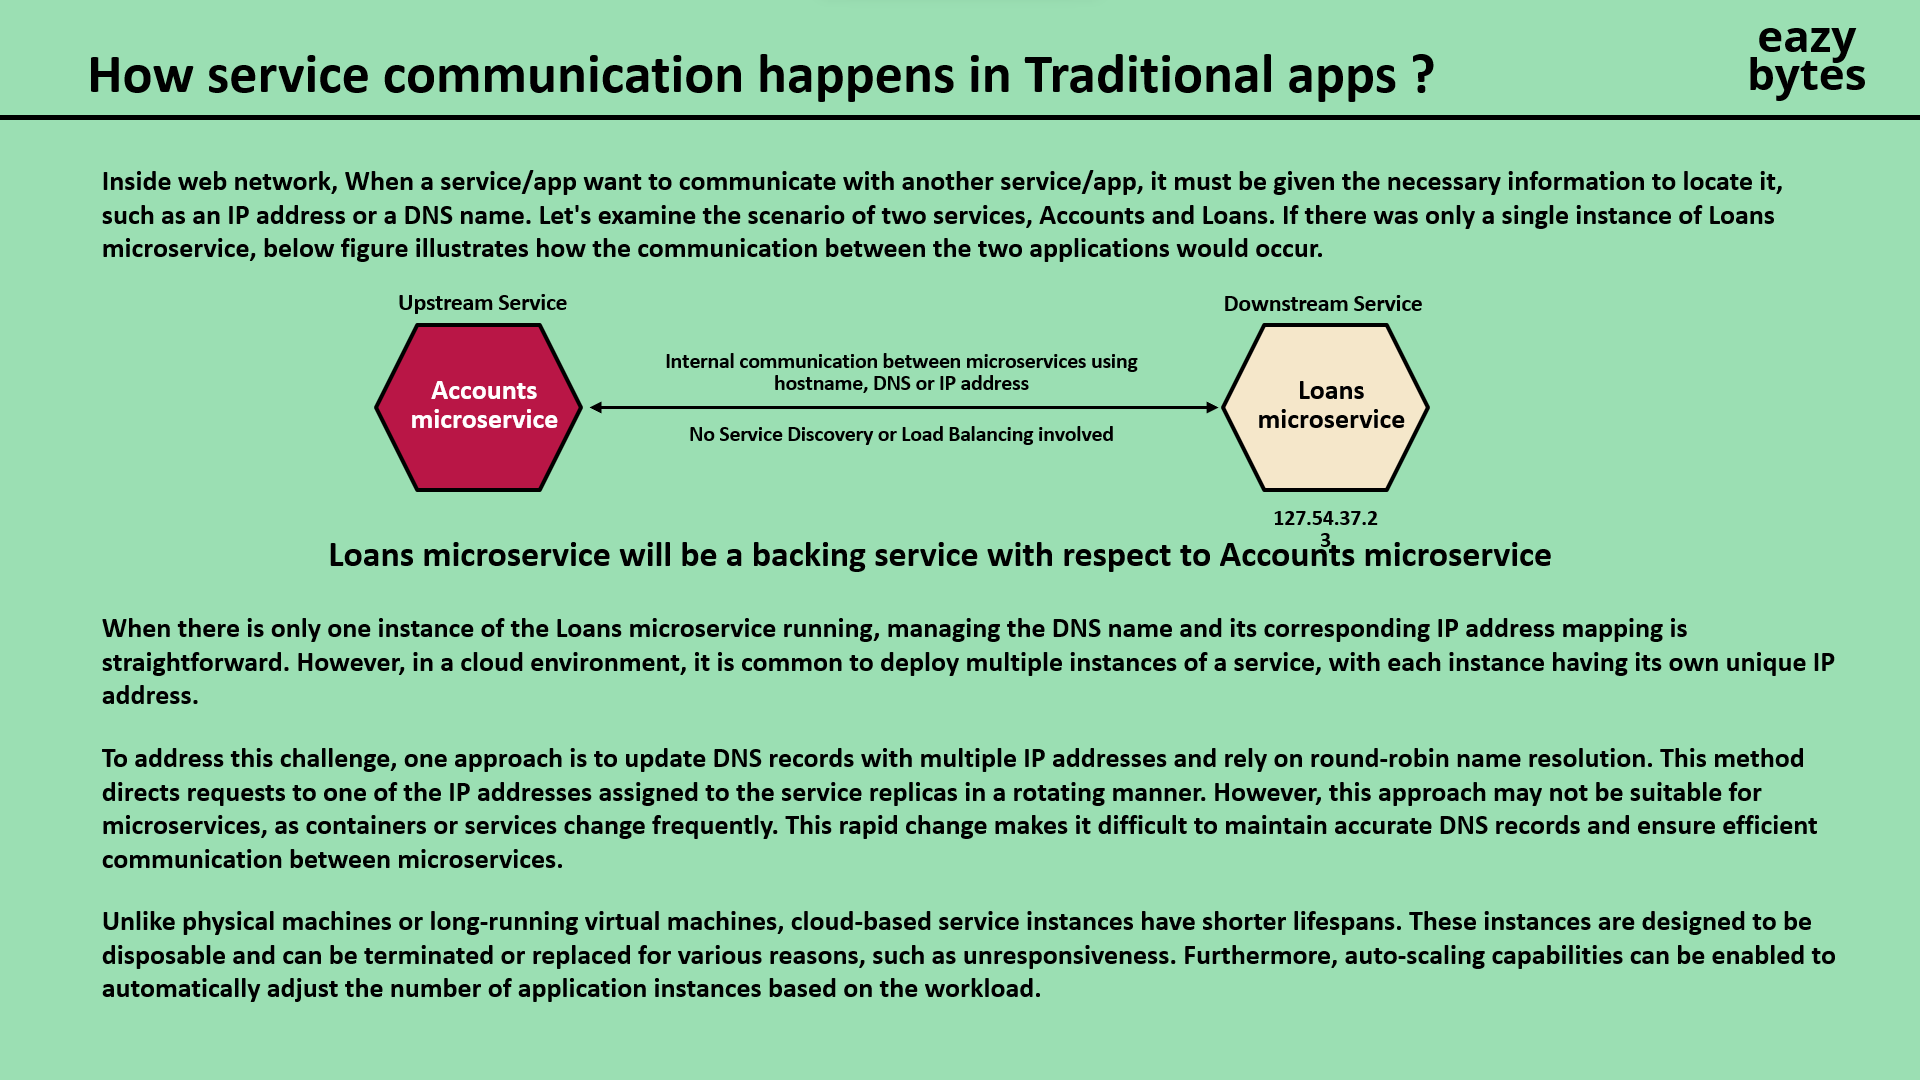 How service communication happens in Traditional apps ?
eazy
bytes
Inside web network, When a service/app want to communicate with another service/app, it must be given the necessary information to locate it,
such as an IP address or a DNS name. Let's examine the scenario of two services, Accounts and Loans. If there was only a single instance of Loans
microservice, below figure illustrates how the communication between the two applications would occur.
Upstream Service
Downstream Service
Accounts
microservice
Internal communication between microservices using
hostname, DNS or IP address
No Service Discovery or Load Balancing involved
Loans
microservice
127.54.37.2
3
Loans microservice will be a backing service with respect to Accounts microservice
When there is only one instance of the Loans microservice running, managing the DNS name and its corresponding IP address mapping is
straightforward. However, in a cloud environment, it is common to deploy multiple instances of a service, with each instance having its own unique IP
address.
To address this challenge, one approach is to update DNS records with multiple IP addresses and rely on round-robin name resolution. This method
directs requests to one of the IP addresses assigned to the service replicas in a rotating manner. However, this approach may not be suitable for
microservices, as containers or services change frequently. This rapid change makes it difficult to maintain accurate DNS records and ensure efficient
communication between microservices.
Unlike physical machines or long-running virtual machines, cloud-based service instances have shorter lifespans. These instances are designed to be
disposable and can be terminated or replaced for various reasons, such as unresponsiveness. Furthermore, auto-scaling capabilities can be enabled to
automatically adjust the number of application instances based on the workload.